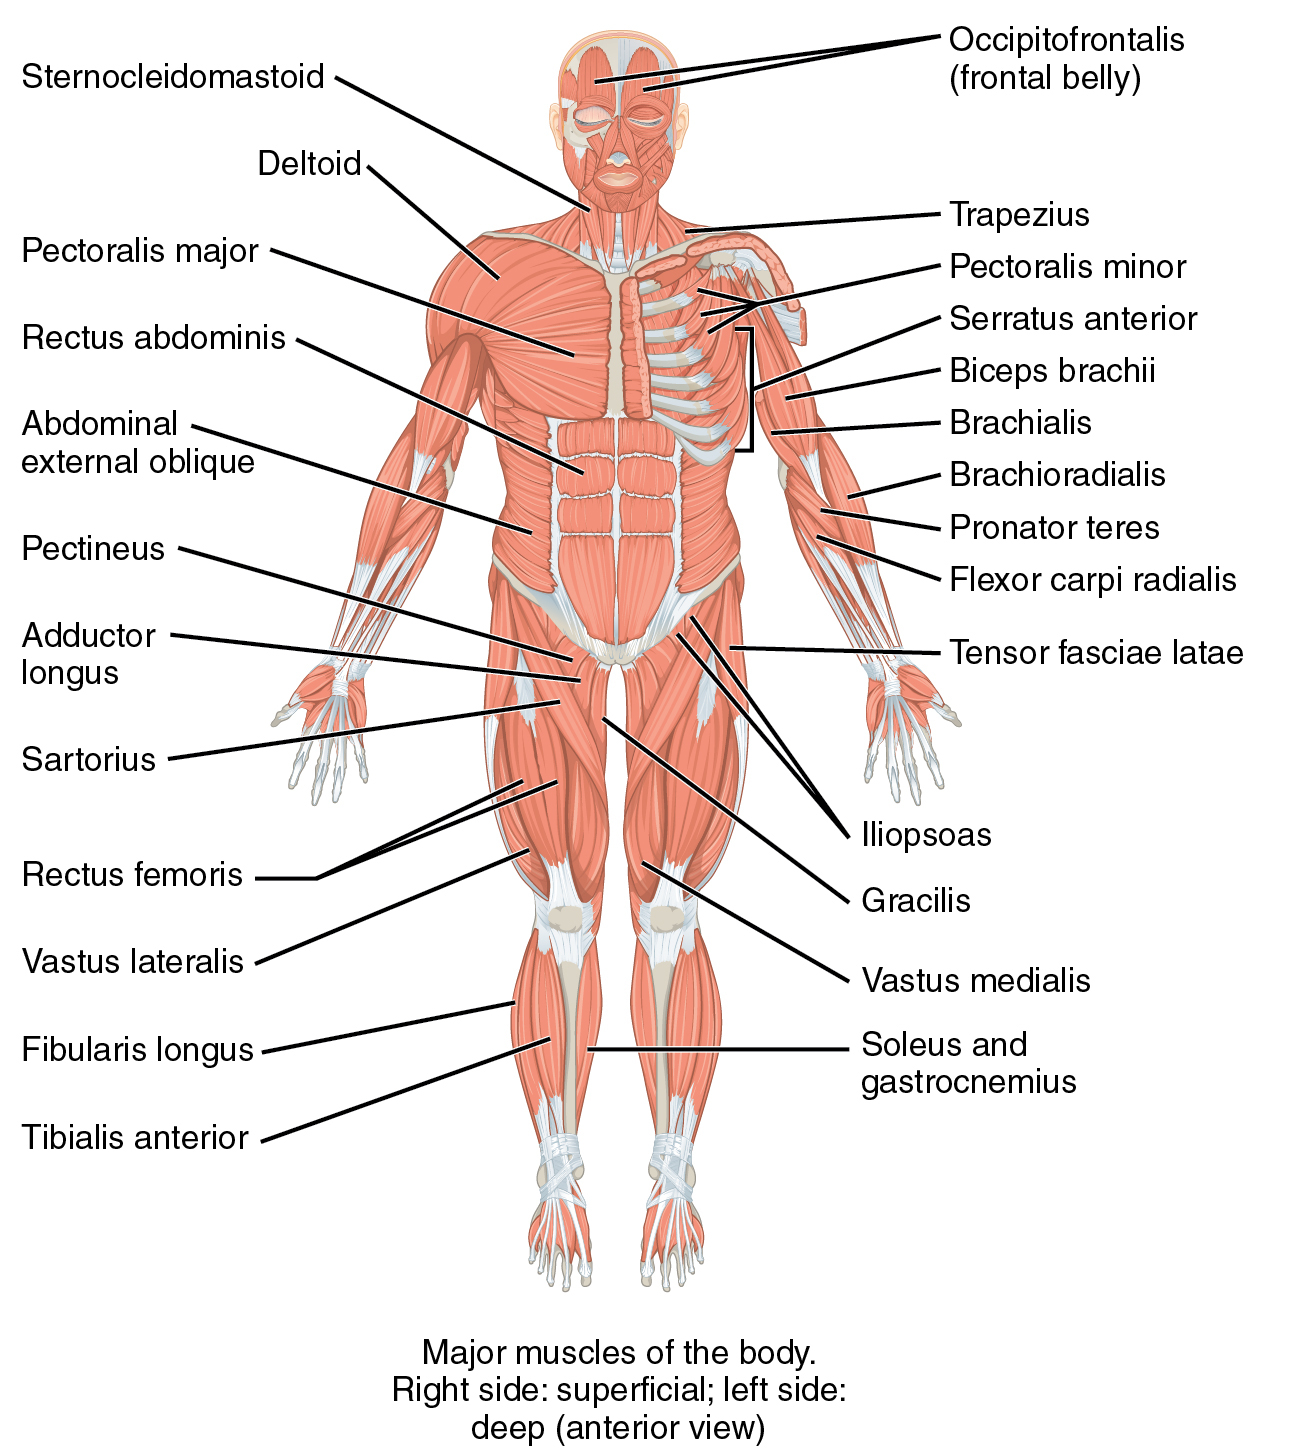 Sternocleidomastoid
Deltoid
Pectoralis major
Rectus abdominis
Abdominal
external oblique
Pectineus
Adductor
longus
Sartorius
Rectus femoris
Vastus lateralis
Fibularis longus
Tibialis anterior
Occipitofrontalis
(frontal belly)
Trapezius
Pectoralis minor
Serratus anterior
Biceps brachii
Brachialis
Brachioradialis
Pronator teres
Flexor carpi radialis
Tensor fasciae latae
Iliopsoas
Gracilis
Vastus medialis
Soleus and
gastrocnemius
Major muscles of the body.
Right side: superficial; left side:
deep (anterior view)